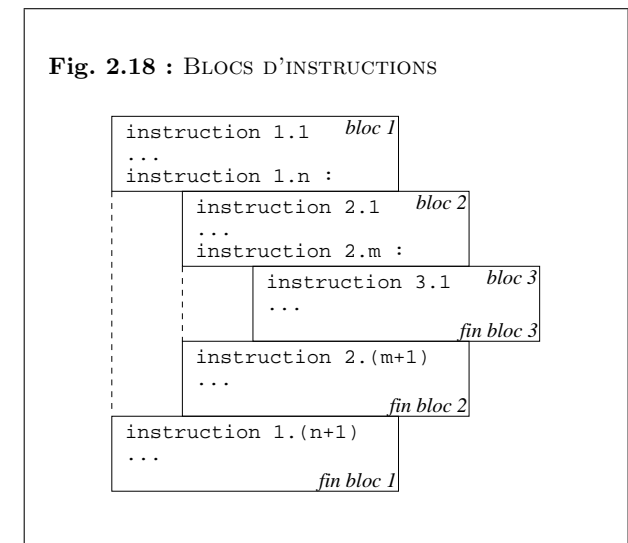 Fig. 2.18 : Blocs d'instructions
instruction 1.1 bloc 1
...
instruction 1.n :
instruction 2.1 bloc 2
...
instruction 2.m :
instruction 3.1 bloc 3
...
fin bloc 3
instruction 2.(m+1)
...
fin bloc 2
instruction 1.(n+1)
...
fin bloc 1